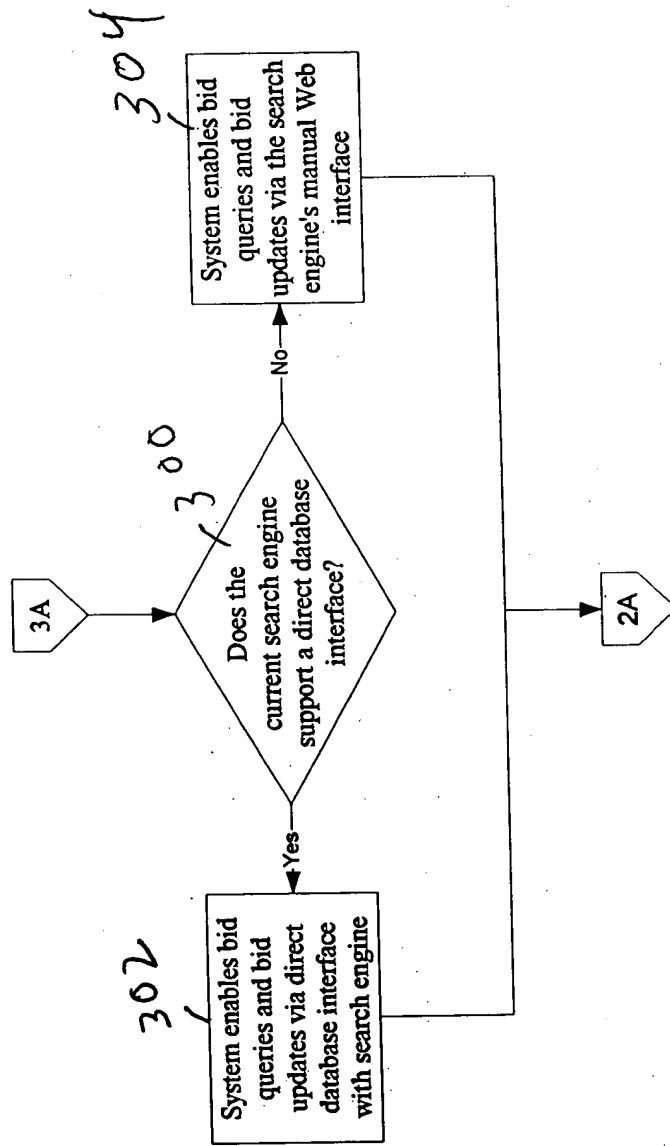 3A
300
Does the
current search engine
support a direct database
interface?
Yes
No
302
System enables bid
queries and bid
updates via direct
database interface
with search engine
304
System enables bid
queries and bid
updates via the search
engine's manual Web
interface
2A